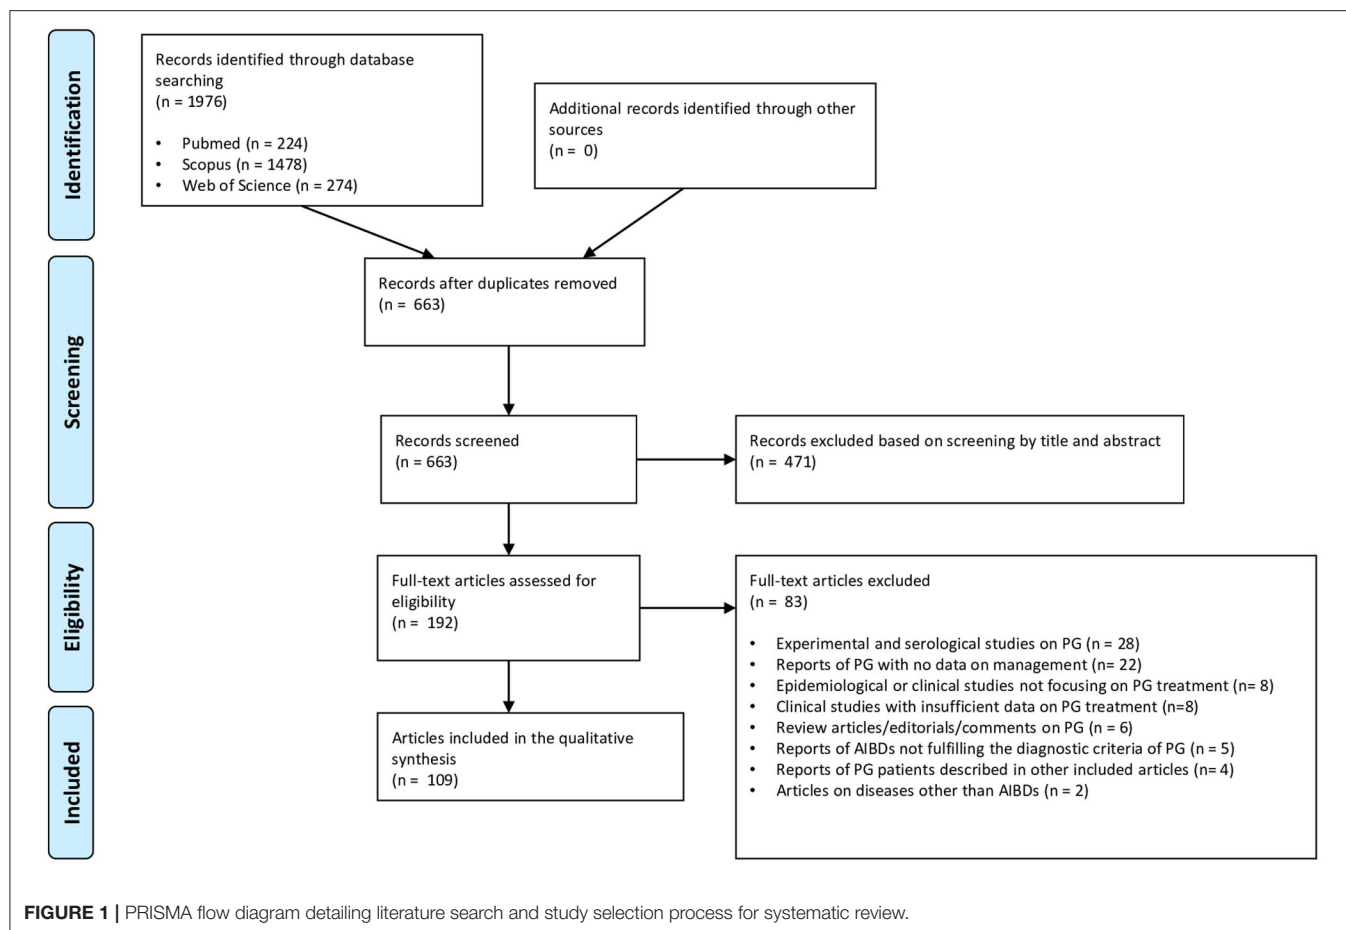 Identification
Records identified through database
searching
(n = 1976)
• Pubmed (n = 224)
• Scopus (n = 1478)
• Web of Science (n = 274)
Additional records identified through other
sources
(n = 0)
Screening
Records after duplicates removed
(n = 663)
Records screened
(n = 663)
Records excluded based on screening by title and abstract
(n = 471)
Eligibility
Full-text articles assessed for
eligibility
(n = 192)
Full-text articles excluded
(n = 83)
• Experimental and serological studies on PG (n = 28)
• Reports of PG with no data on management (n= 22)
• Epidemiological or clinical studies not focusing on PG treatment (n= 8)
• Clinical studies with insufficient data on PG treatment (n=8)
• Review articles/editorials/comments on PG (n = 6)
• Reports of AIBDs not fulfilling the diagnostic criteria of PG (n = 5)
• Reports of PG patients described in other included articles (n= 4)
• Articles on diseases other than AIBDs (n = 2)
Included
Articles included in the qualitative
synthesis
(n = 109)
FIGURE 1 | PRISMA flow diagram detailing literature search and study selection process for systematic review.